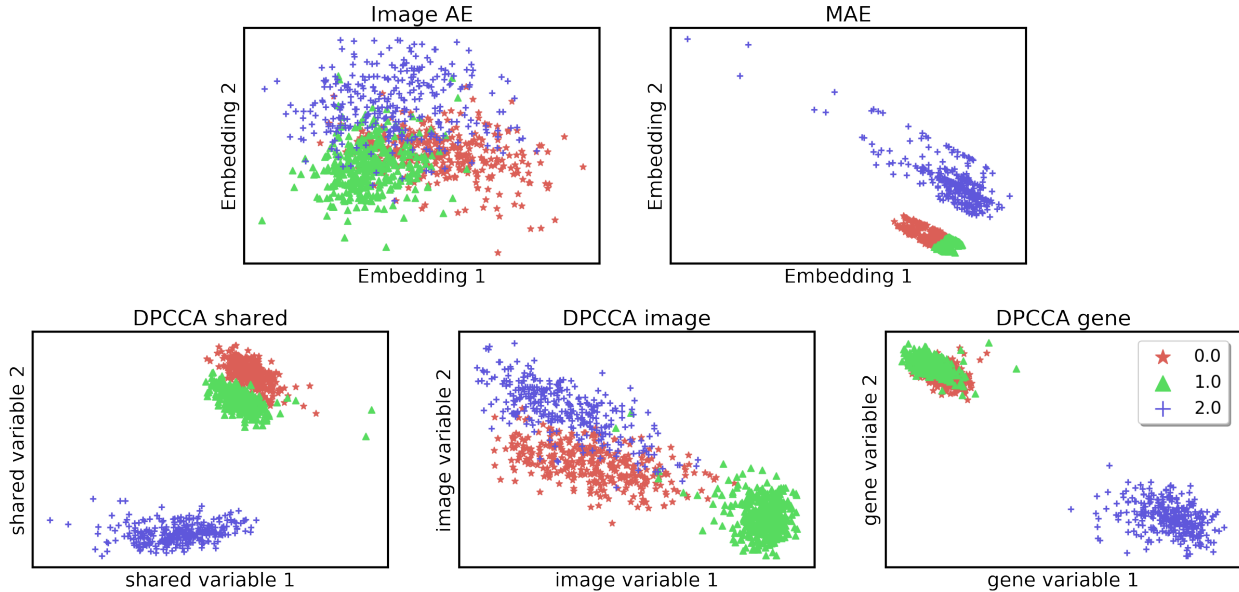 Image AE
MAE
Embedding 2
Embedding 1
Embedding 2
Embedding 1
DPCCA shared
DPCCA image
DPCCA gene
shared variable 2
shared variable 1
image variable 2
image variable 1
gene variable 2
gene variable 1
0.0
1.0
2.0